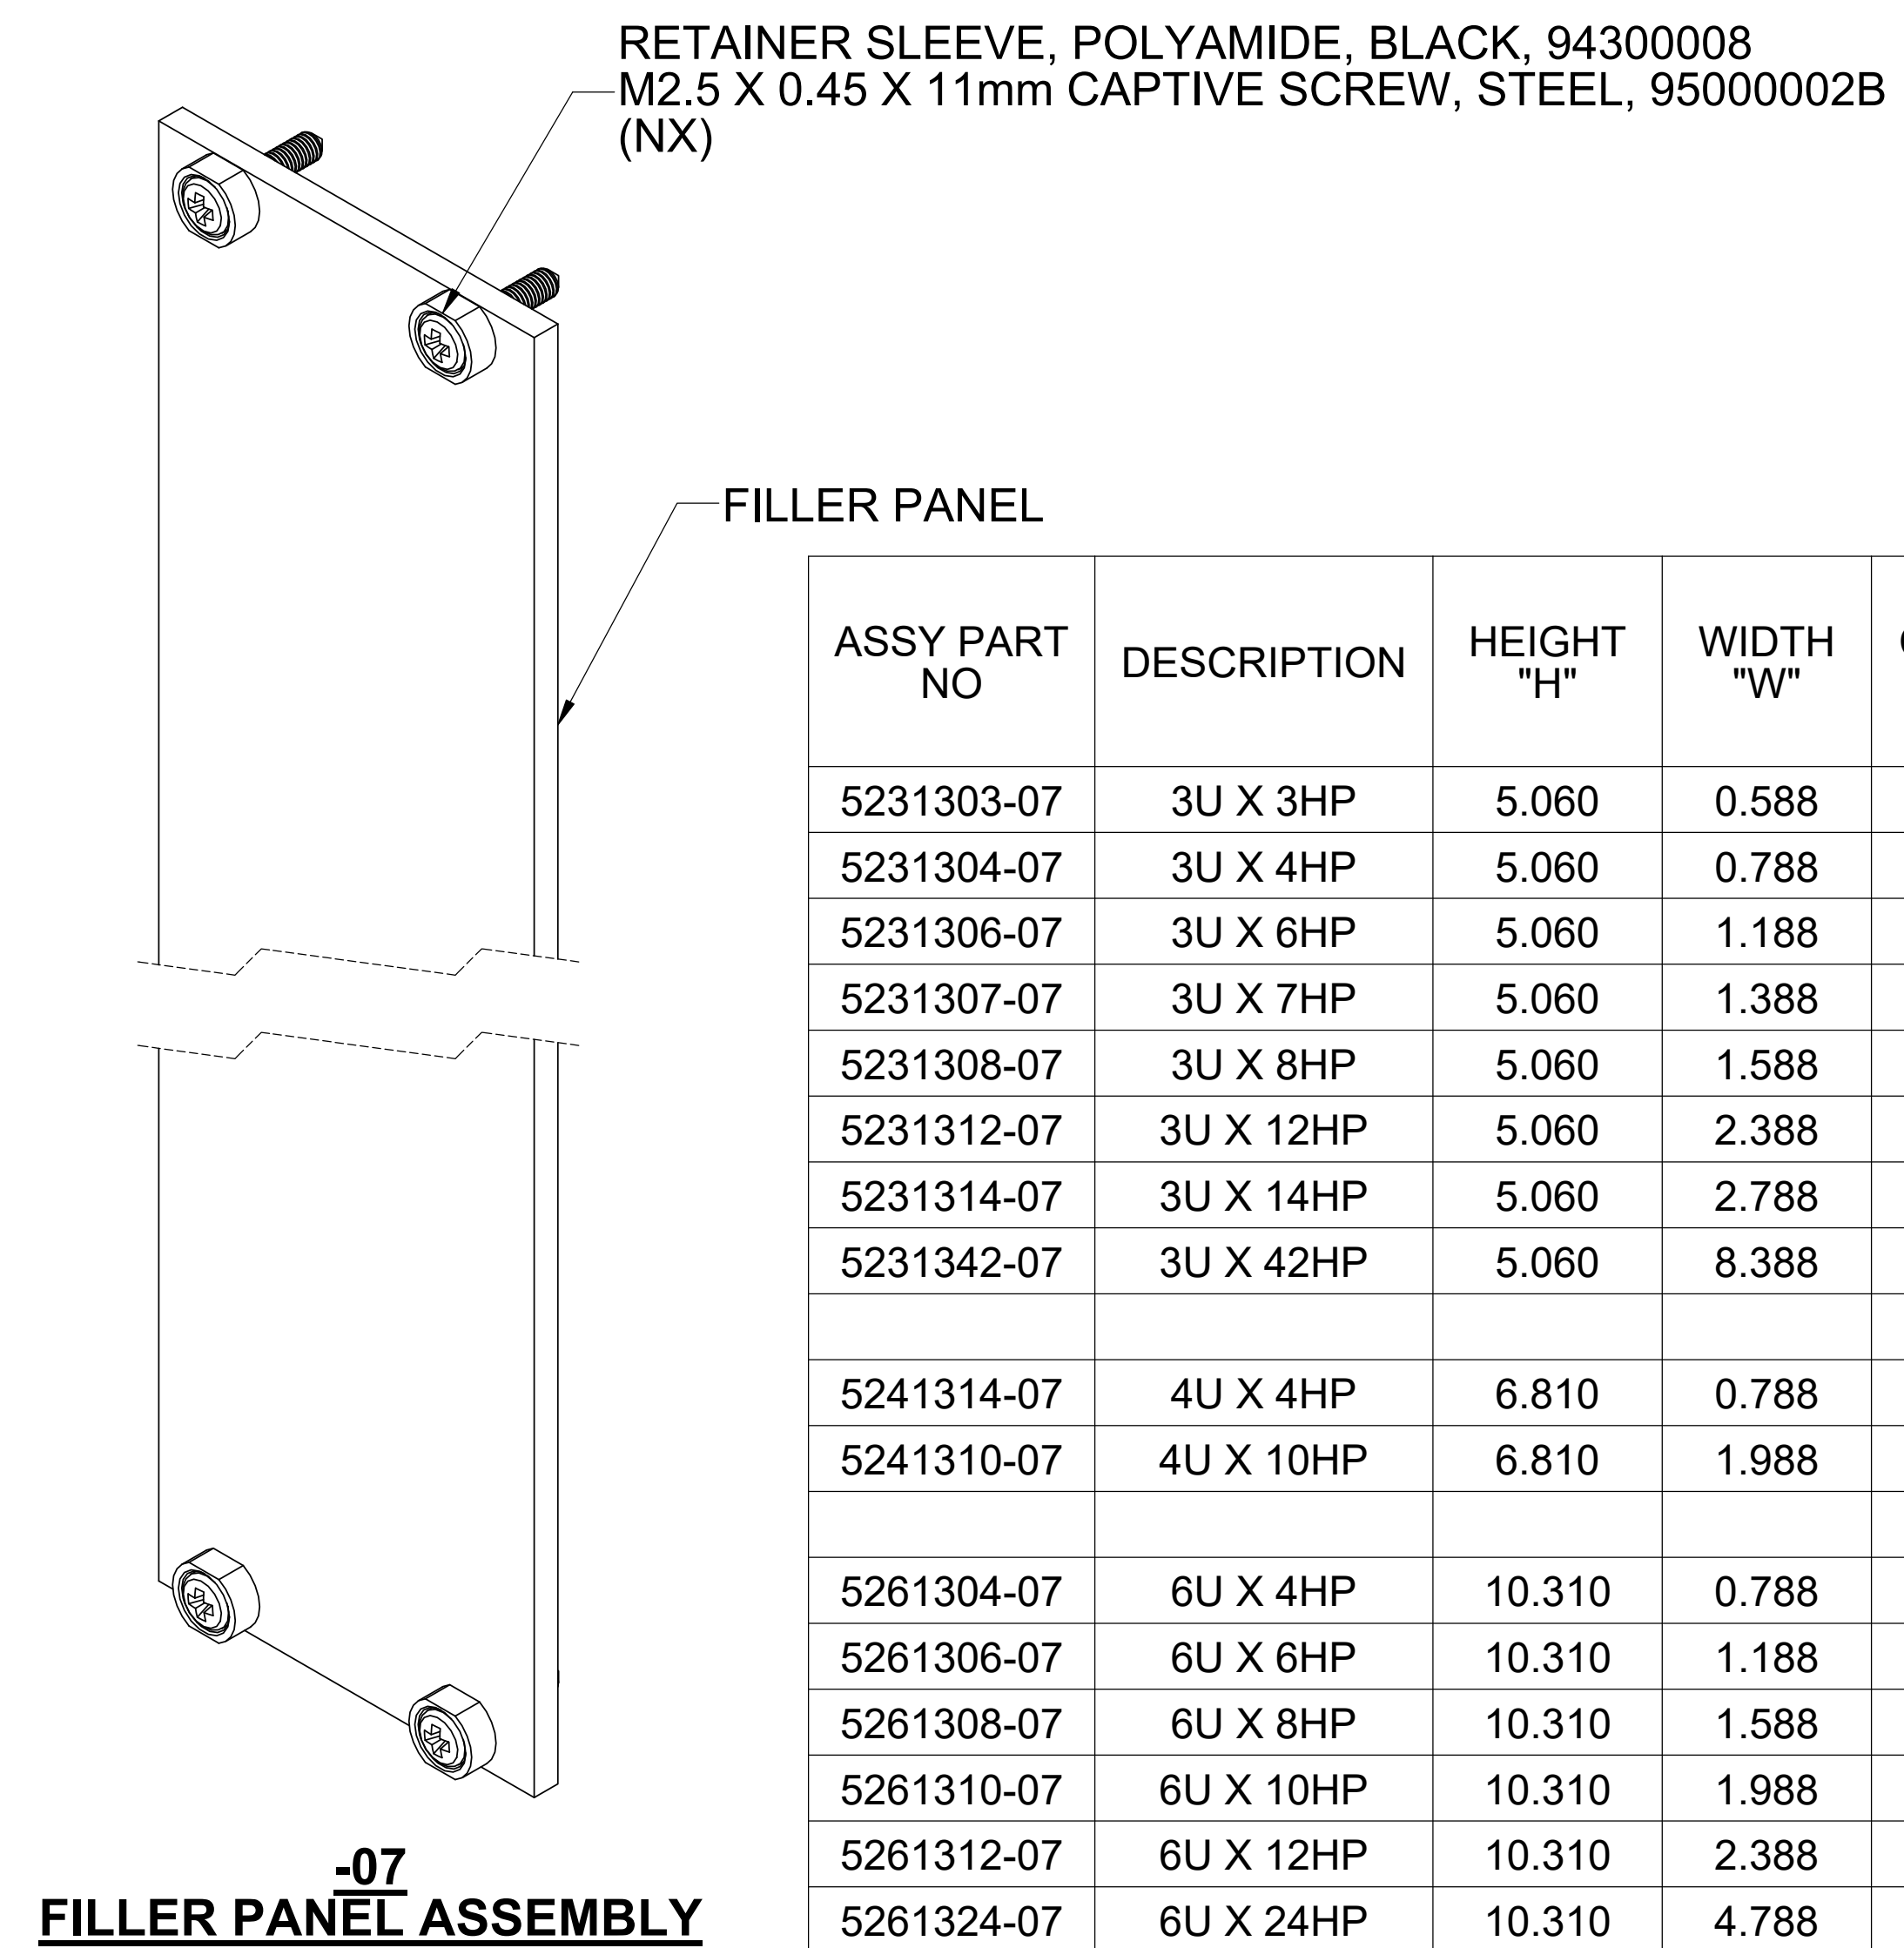 RETAINER SLEEVE, POLYAMIDE, BLACK, 94300008
M2.5 X 0.45 X 11mm CAPTIVE SCREW, STEEL, 95000002B
(NX)
FILLER PANEL
ASSY PART NO DESCRIPTION HEIGHT "H" WIDTH "W"
5231303-07 3U X 3HP 5.060 0.588
5231304-07 3U X 4HP 5.060 0.788
5231306-07 3U X 6HP 5.060 1.188
5231307-07 3U X 7HP 5.060 1.388
5231308-07 3U X 8HP 5.060 1.588
5231312-07 3U X 12HP 5.060 2.388
5231314-07 3U X 14HP 5.060 2.788
5231342-07 3U X 42HP 5.060 8.388
5241314-07 4U X 4HP 6.810 0.788
5241310-07 4U X 10HP 6.810 1.988
5261304-07 6U X 4HP 10.310 0.788
5261306-07 6U X 6HP 10.310 1.188
5261308-07 6U X 8HP 10.310 1.588
5261310-07 6U X 10HP 10.310 1.988
5261312-07 6U X 12HP 10.310 2.388
5261324-07 6U X 24HP 10.310 4.788
-07
FILLER PANEL ASSEMBLY